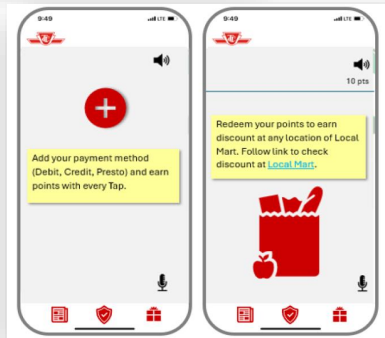 9:49
LTE
Add your payment method
(Debit, Credit, Presto) and earn
points with every Tap.
9:49
LTE
10 pts
Redeem your points to earn
discount at any location of Local
Mart. Follow link to check
discount at Local Mart.